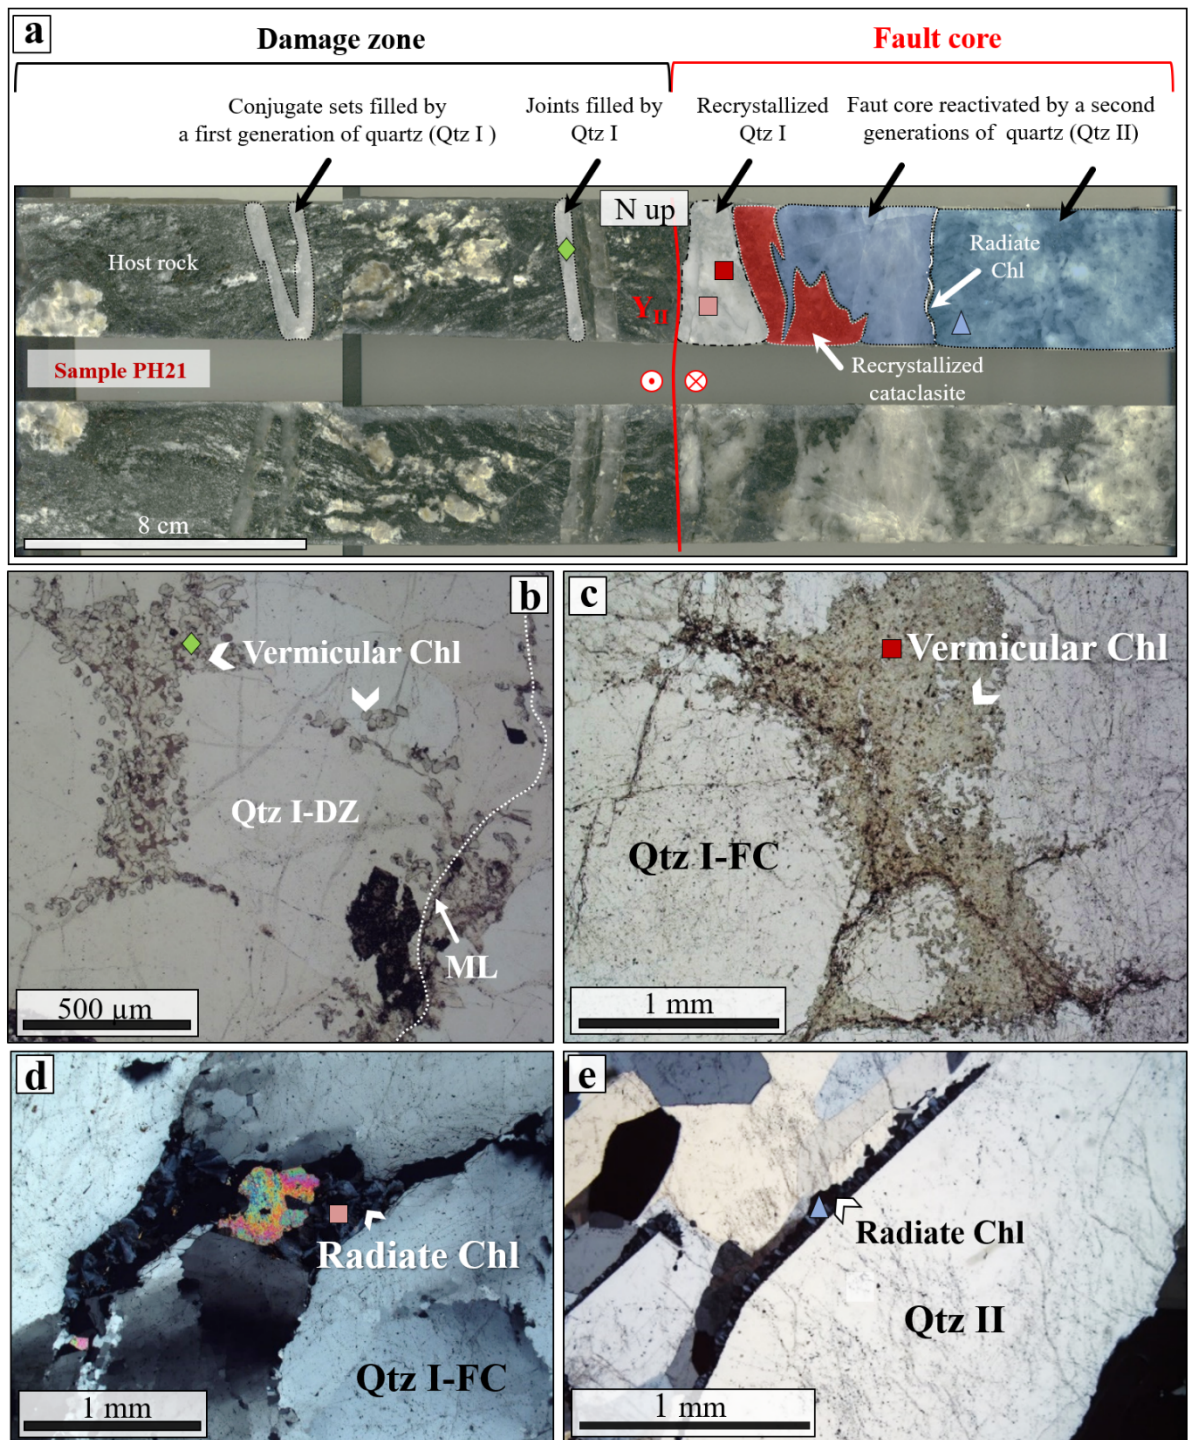 a
Damage zone
Fault core
Conjugate sets filled by
a first generation of quartz (Qtz I )
Joints filled by
Qtz I
Recrystallized
Qtz I
Faut core reactivated by a second
generations of quartz (Qtz II)
N up
Host rock
Radiate
Chl
Y II
Sample PH21
Recrystallized
cataclasite
8 cm
b
Vermicular Chl
Qtz I-DZ
ML
500 µm
c
Vermicular Chl
Qtz I-FC
1 mm
d
Radiate Chl
Qtz I-FC
1 mm
e
Radiate Chl
Qtz II
1 mm